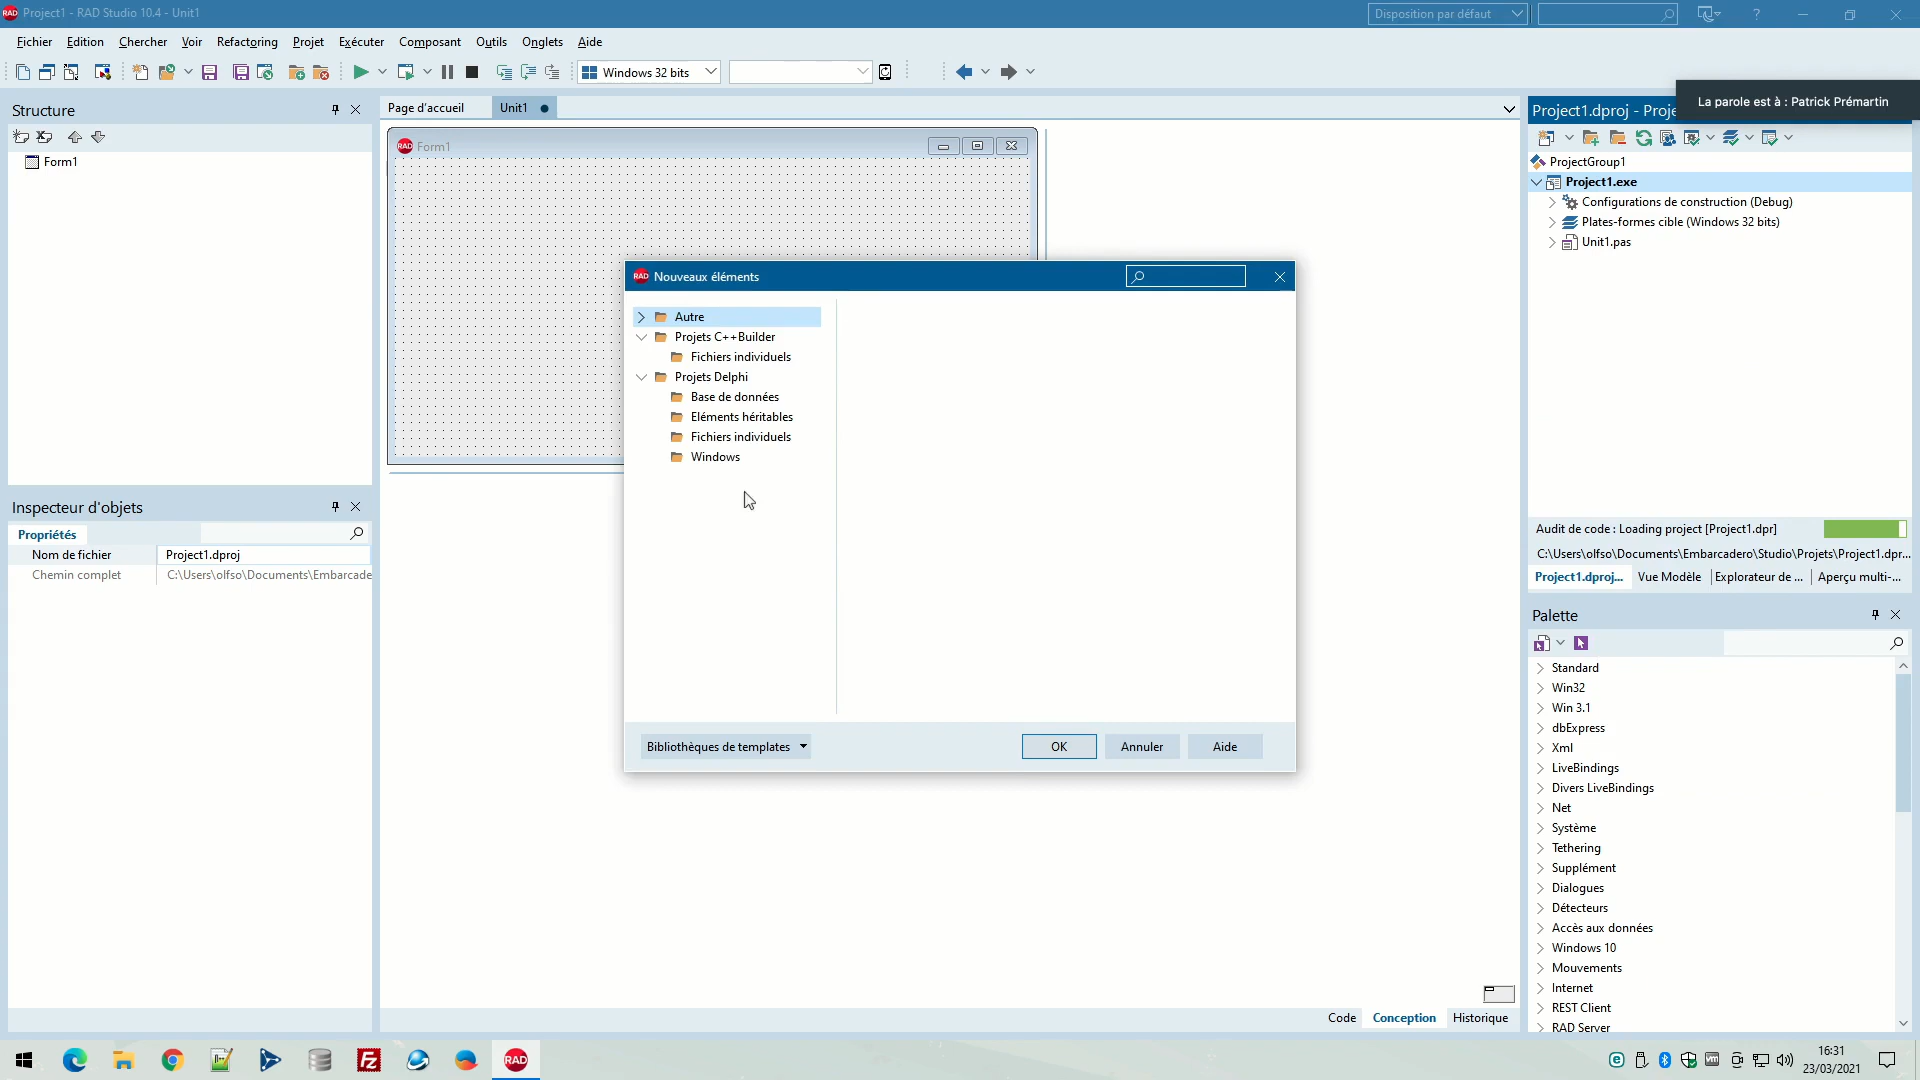 RAD Project1 - RAD Studio 10.4 - Unit1
Disposition par défaut
?
Fichier Edition Chercher Voir Refactoring Projet Exécuter Composant Outils Onglets Aide
Windows 32 bits
La parole est à : Patrick Prémartin
Structure
Form1
Page d'accueil
Unit1
RAD Form1
Project1.dproj - Proje
ProjectGroup1
Project1.exe
Configurations de construction (Debug)
Plates-formes cible (Windows 32 bits)
Unit1.pas
RAD Nouveaux éléments
Autre
Projets C++Builder
Fichiers individuels
Projets Delphi
Base de données
Eléments héritables
Fichiers individuels
Windows
Bibliothèques de templates
OK
Annuler
Aide
Inspecteur d'objets
Propriétés
Nom de fichier Project1.dproj
Chemin complet C:\Users\olfso\Documents\Embarcade
Audit de code : Loading project [Project1.dpr]
C:\Users\olfso\Documents\Embarcadero\Studio\Projets\Project1.dpr...
Project1.dproj... Vue Modèle Explorateur de ... Aperçu multi-...
Palette
Standard
Win32
Win 3.1
dbExpress
Xml
LiveBindings
Divers LiveBindings
Net
Système
Tethering
Supplément
Dialogues
Détecteurs
Accès aux données
Windows 10
Mouvements
Internet
REST Client
RAD Server
Code Conception Historique
Fz
RAD
vm
16:31
23/03/2021